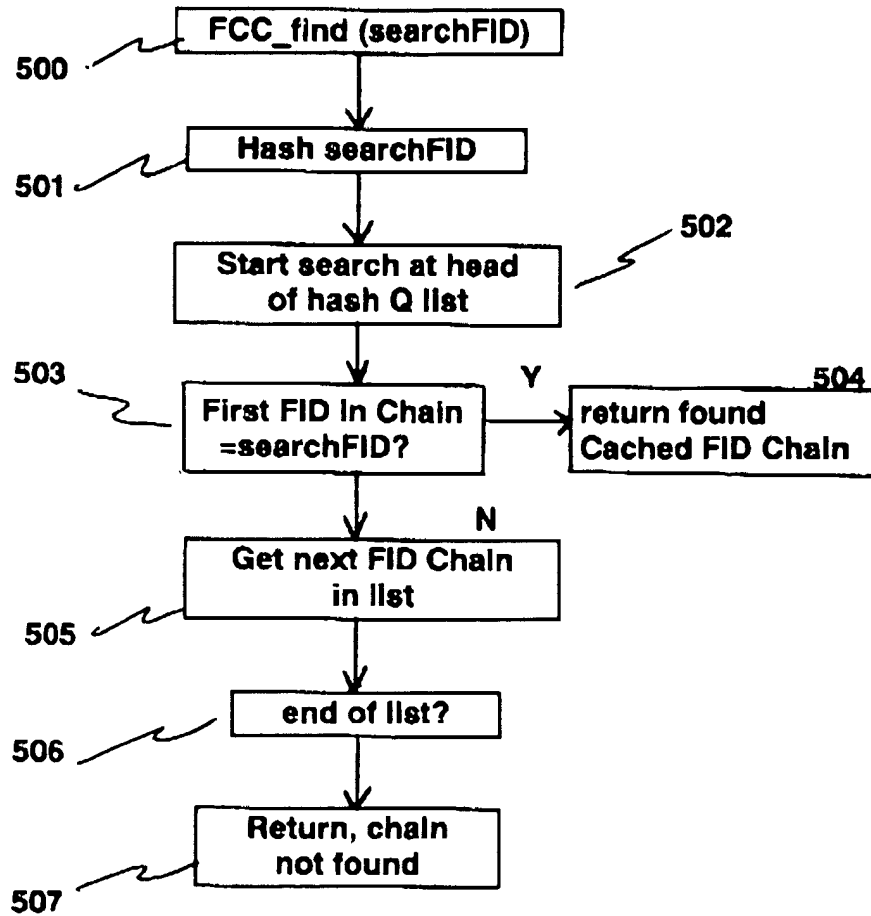 FCC_find (searchFID)
500
Hash searchFID
501
502
Start search at head
of hash Q list
503
Y
504
First FID in Chain
=searchFID?
return found
Cached FID Chain
N
Get next FID Chain
in list
505
end of list?
506
Return, chain
not found
507